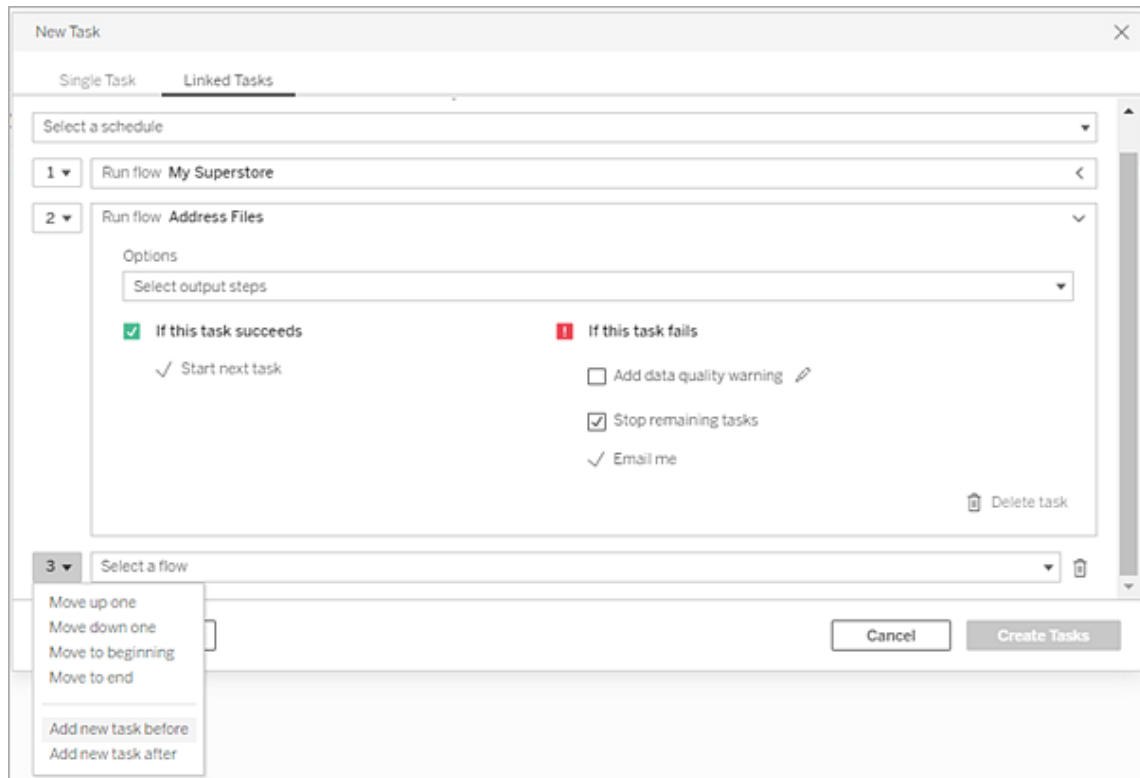 New Task
Single Task Linked Tasks
Select a schedule
1 Run flow My Superstore
2 Run flow Address Files
Options
Select output steps
If this task succeeds If this task fails
Start next task Add data quality warning
Stop remaining tasks
Email me
Delete task
3 Select a flow
Move up one
Move down one
Cancel Create Tasks
Move to beginning
Move to end
Add new task before
Add new task after